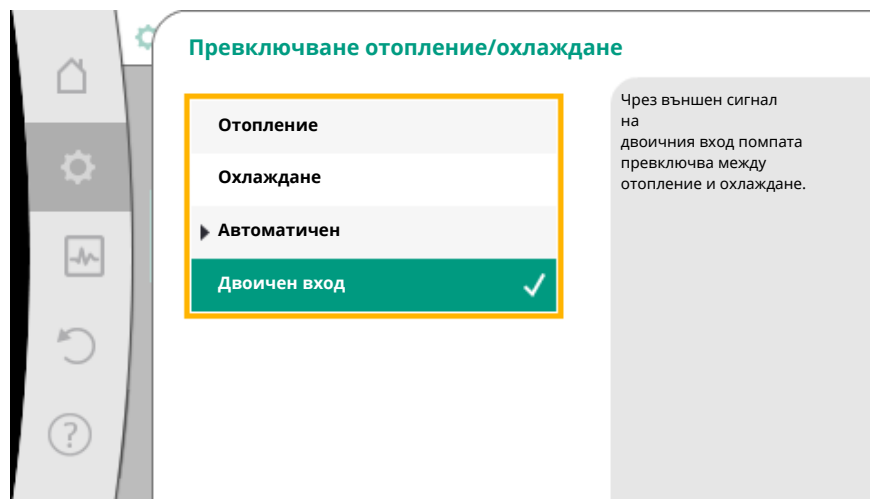 Превключване отопление/охлаждане
Отопление
Охлаждане
Автоматичен
Двоичен вход
Чрез външен сигнал
на
двоичния вход помпата
превключва между
отопление и охлаждане.
?